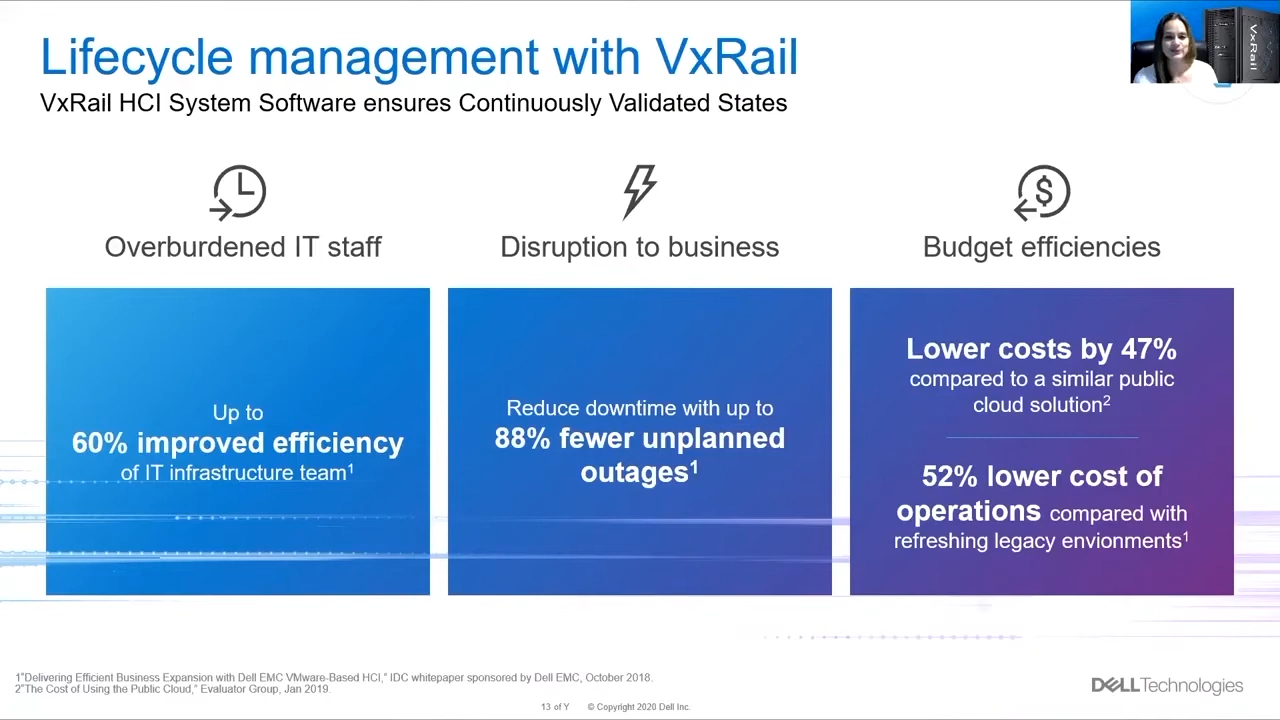 Lifecycle management with VxRail
VxRail HCI System Software ensures Continuously Validated States
VxRail
Overburdened IT staff
Disruption to business
Budget efficiencies
Up to
60% improved efficiency
of IT infrastructure team1
Reduce downtime with up to
88% fewer unplanned
outages1
Lower costs by 47%
compared to a similar public
cloud solution2
52% lower cost of
operations compared with
refreshing legacy envionments1
1"Delivering Efficient Business Expansion with Dell EMC VMware-Based HCI," IDC whitepaper sponsored by Dell EMC, October 2018.
2"The Cost of Using the Public Cloud," Evaluator Group, Jan 2019.
13 of Y © Copyright 2020 Dell Inc.
DELLTechnologies